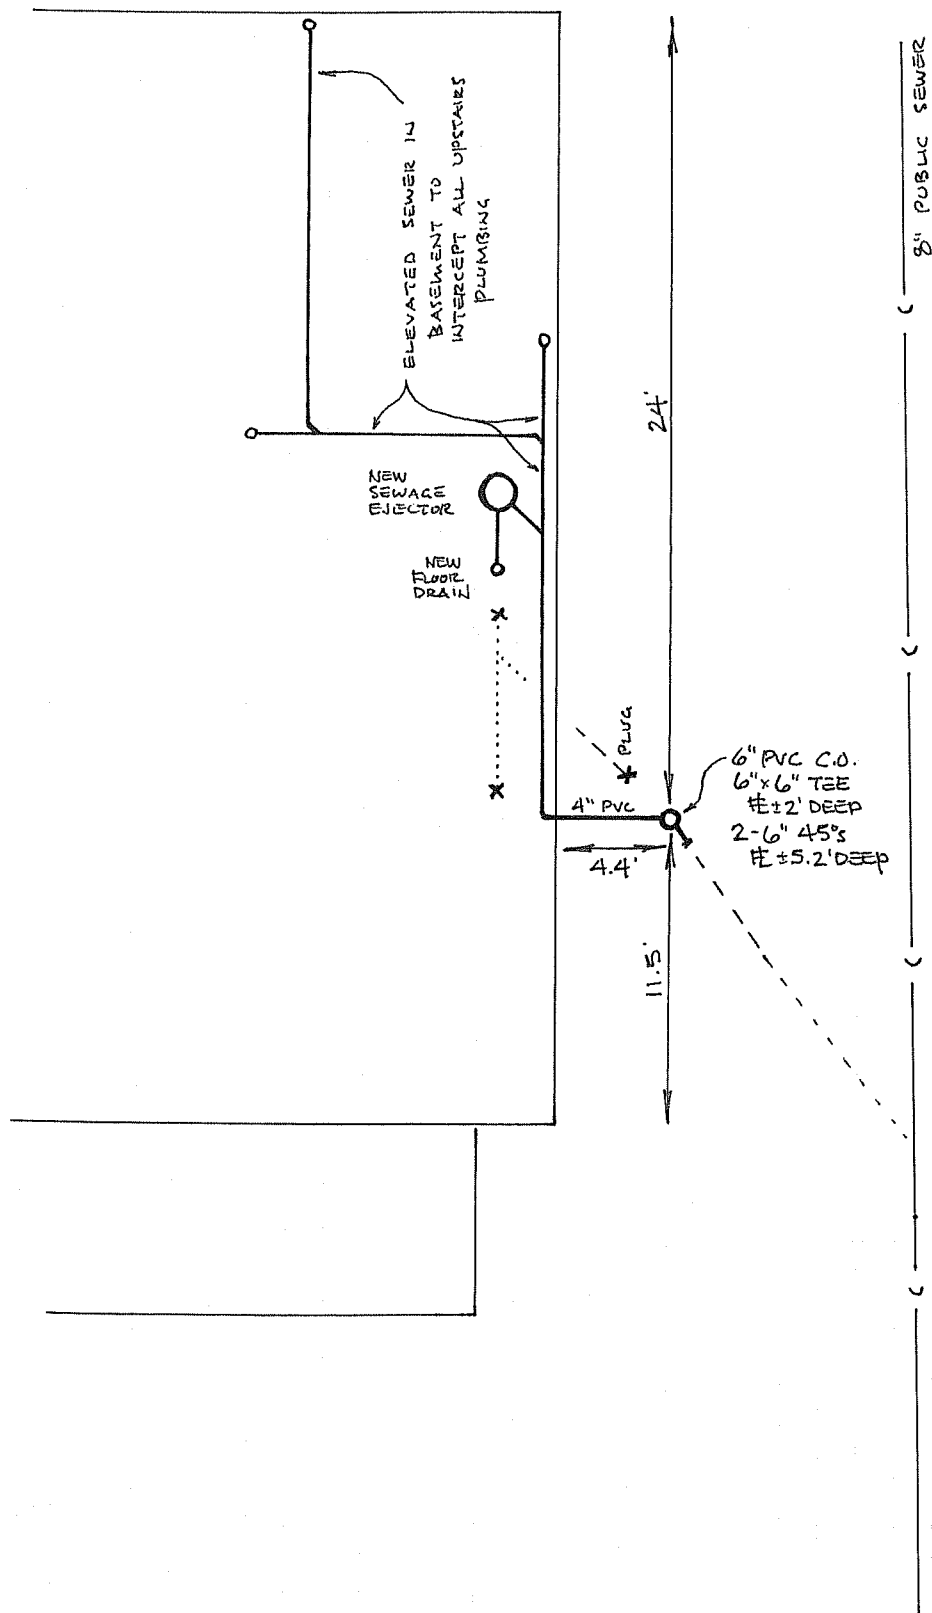 ELEVATED SEWER IN
BASEMENT TO
INTERCEPT ALL UPSTAIRS
PLUMBING
8" PUBLIC SEWER
24'
NEW
SEWAGE
EJECTOR
NEW
FLOOR
DRAIN
PLUG
6" PVC C.O.
6"x6" TEE
±2' DEEP
2-6" 45°s
±5.2' DEEP
4" PVC
4.4'
11.5'